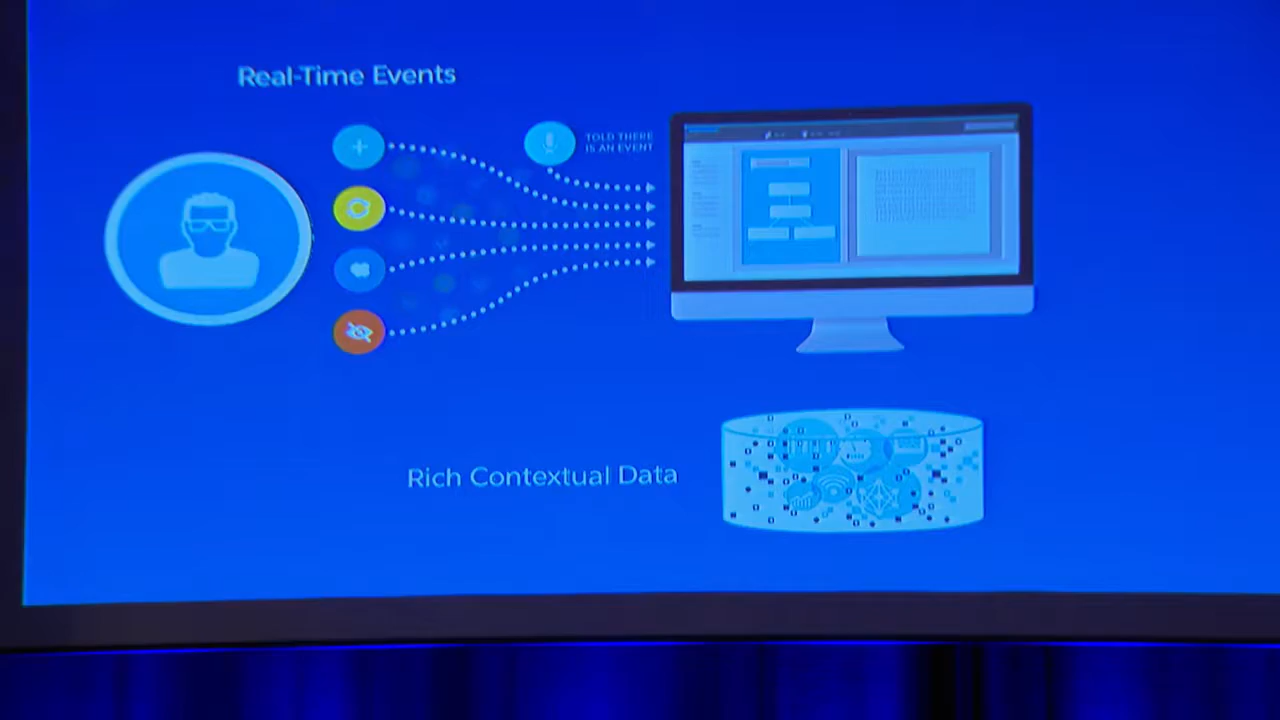 Real-Time Events
TOLD THERE
IS AN EVENT
Rich Contextual Data